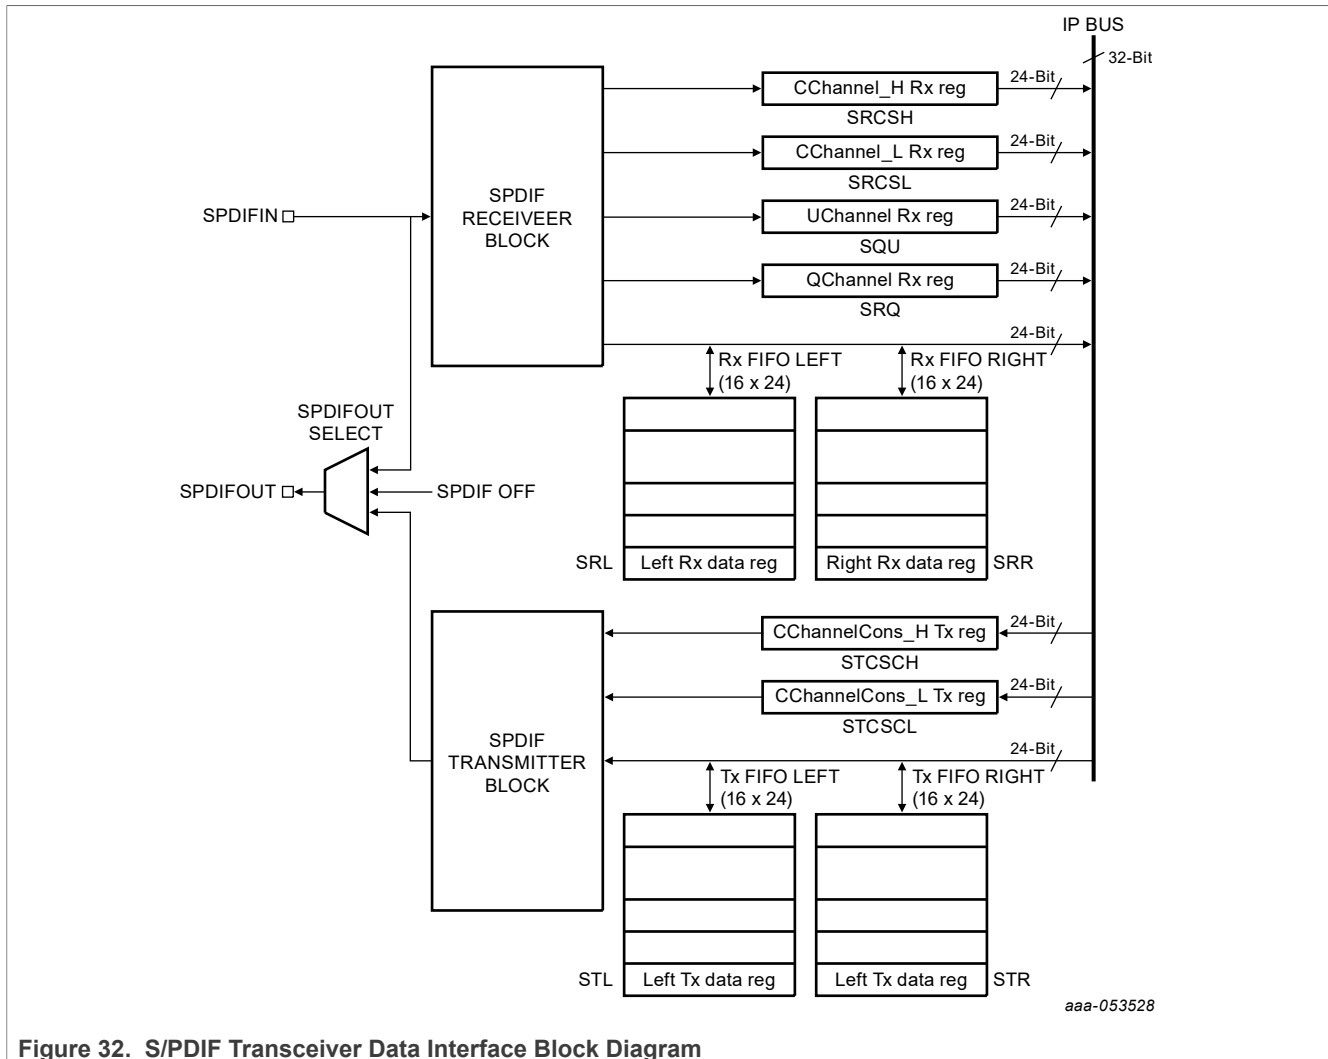 IP BUS
32-Bit
24-Bit
CChannel_H Rx reg
SRCSH
24-Bit
CChannel_L Rx reg
SRCSL
SPDIF
RECEIVEER
BLOCK
SPDIFIN
24-Bit
UChannel Rx reg
SQU
24-Bit
QChannel Rx reg
SRQ
24-Bit
Rx FIFO LEFT
(16 x 24)
Rx FIFO RIGHT
(16 x 24)
SPDIFOUT
SELECT
SPDIFOUT
SPDIF OFF
SRL
Left Rx data reg
Right Rx data reg
SRR
24-Bit
CChannelCons_H Tx reg
STCSCH
24-Bit
CChannelCons_L Tx reg
STCSCL
SPDIF
TRANSMITTER
BLOCK
24-Bit
Tx FIFO LEFT
(16 x 24)
Tx FIFO RIGHT
(16 x 24)
STL
Left Tx data reg
Left Tx data reg
STR
aaa-053528
Figure 32. S/PDIF Transceiver Data Interface Block Diagram